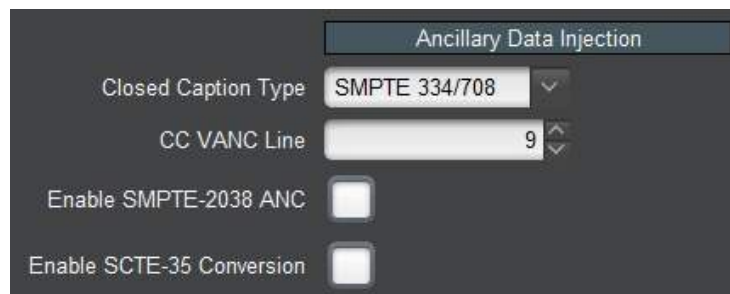 Ancillary Data Injection
Closed Caption Type SMPTE 334/708
CC VANC Line 9
Enable SMPTE-2038 ANC
Enable SCTE-35 Conversion